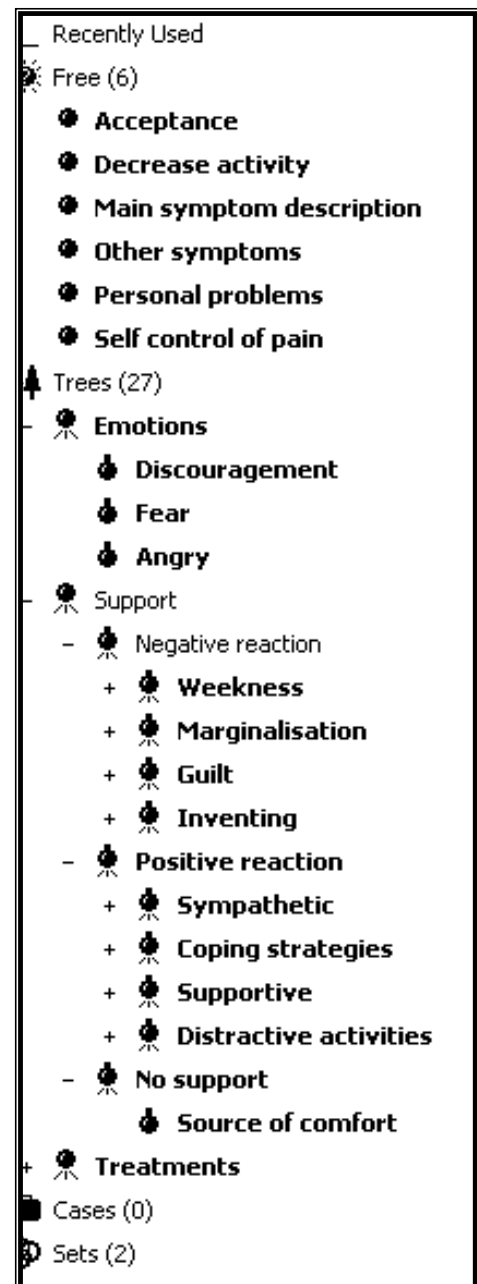 Recently Used
Free (6)
Acceptance
Decrease activity
Main symptom description
Other symptoms
Personal problems
Self control of pain
Trees (27)
Emotions
Discouragement
Fear
Angry
Support
Negative reaction
Weekness
Marginalisation
Guilt
Inventing
Positive reaction
Sympathetic
Coping strategies
Supportive
Distractive activities
No support
Source of comfort
Treatments
Cases (0)
Sets (2)